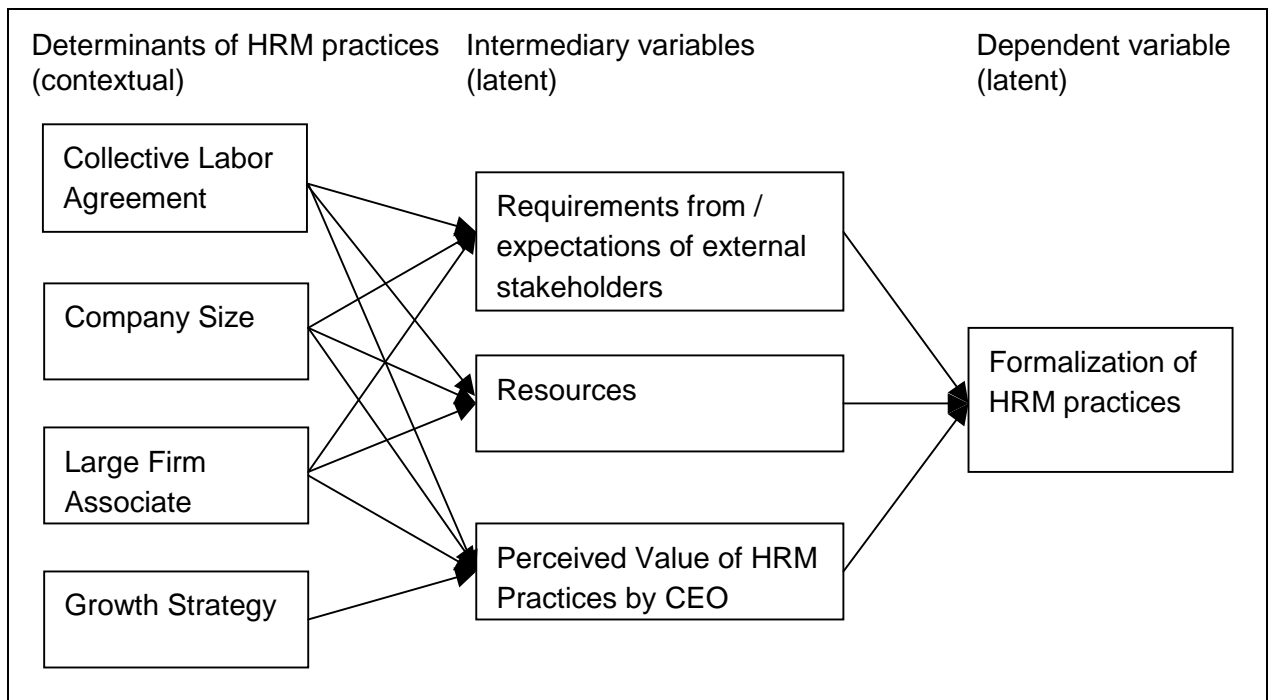 Determinants of HRM practices
(contextual)
Intermediary variables
(latent)
Dependent variable
(latent)
Collective Labor
Agreement
Company Size
Large Firm
Associate
Growth Strategy
Requirements from /
expectations of external
stakeholders
Resources
Perceived Value of HRM
Practices by CEO
Formalization of
HRM practices